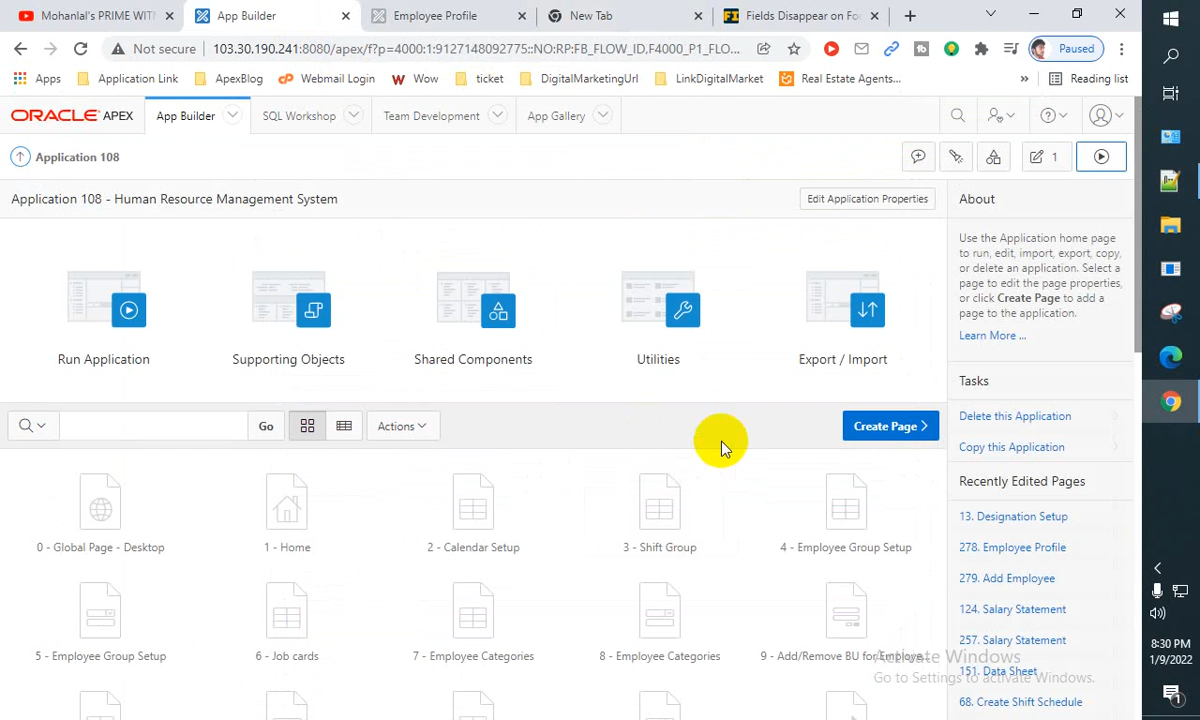 Mohanlal's PRIME WITN
App Builder
Employee Profile
New Tab
Fields Disappear on Foc
Not secure
103.30.190.241:8080/apex/f?p=4000:1:9127148092775::NO:RP:FB_FLOW_ID,F4000_P1_FLO...
Paused
Apps
Application Link
ApexBlog
Webmail Login
Wow
ticket
DigitalMarketingUrl
LinkDigitalMarket
Real Estate Agents...
»
Reading list
ORACLE APEX
App Builder
SQL Workshop
Team Development
App Gallery
Application 108
1
Application 108 - Human Resource Management System
Edit Application Properties
About
Use the Application home page
to run, edit, import, export, copy,
or delete an application. Select a
page to edit the page properties,
or click Create Page to add a
page to the application.
Learn More ...
Run Application
Supporting Objects
Shared Components
Utilities
Export / Import
Tasks
Delete this Application
Copy this Application
Go
Actions
Create Page
Recently Edited Pages
13. Designation Setup
278. Employee Profile
279. Add Employee
124. Salary Statement
257. Salary Statement
151. Data Sheet
68. Create Shift Schedule
0 - Global Page - Desktop
1 - Home
2 - Calendar Setup
3 - Shift Group
4 - Employee Group Setup
5 - Employee Group Setup
6 - Job cards
7 - Employee Categories
8 - Employee Categories
9 - Add/Remove BU for Employe...
Activate Windows
Go to Settings to activate Windows.
8:30 PM
1/9/2022
1